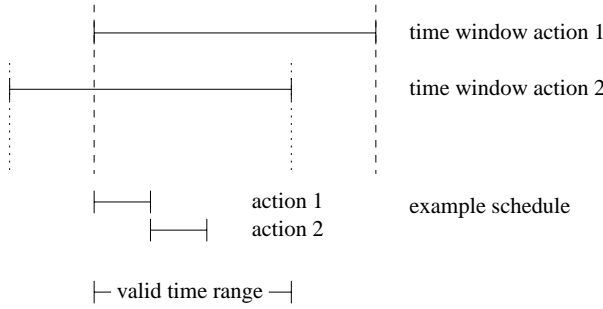 time window action 1
time window action 2
action 1
action 2
example schedule
valid time range